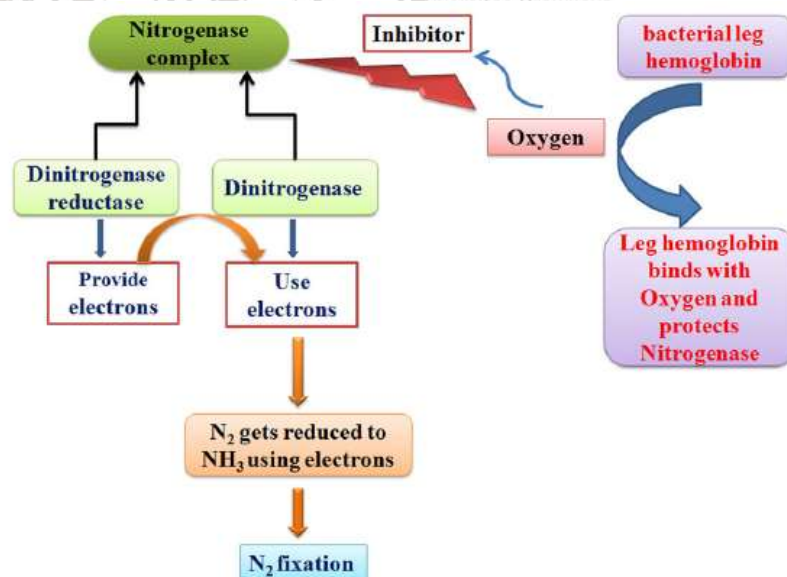 Nitrogenase
complex
Inhibitor
bacterial leg
hemoglobin
Oxygen
Dinitrogenase
reductase
Dinitrogenase
Provide
electrons
Use
electrons
Leg hemoglobin
binds with
Oxygen and
protects
Nitrogenase
N₂ gets reduced to
NH₃ using electrons
N₂ fixation